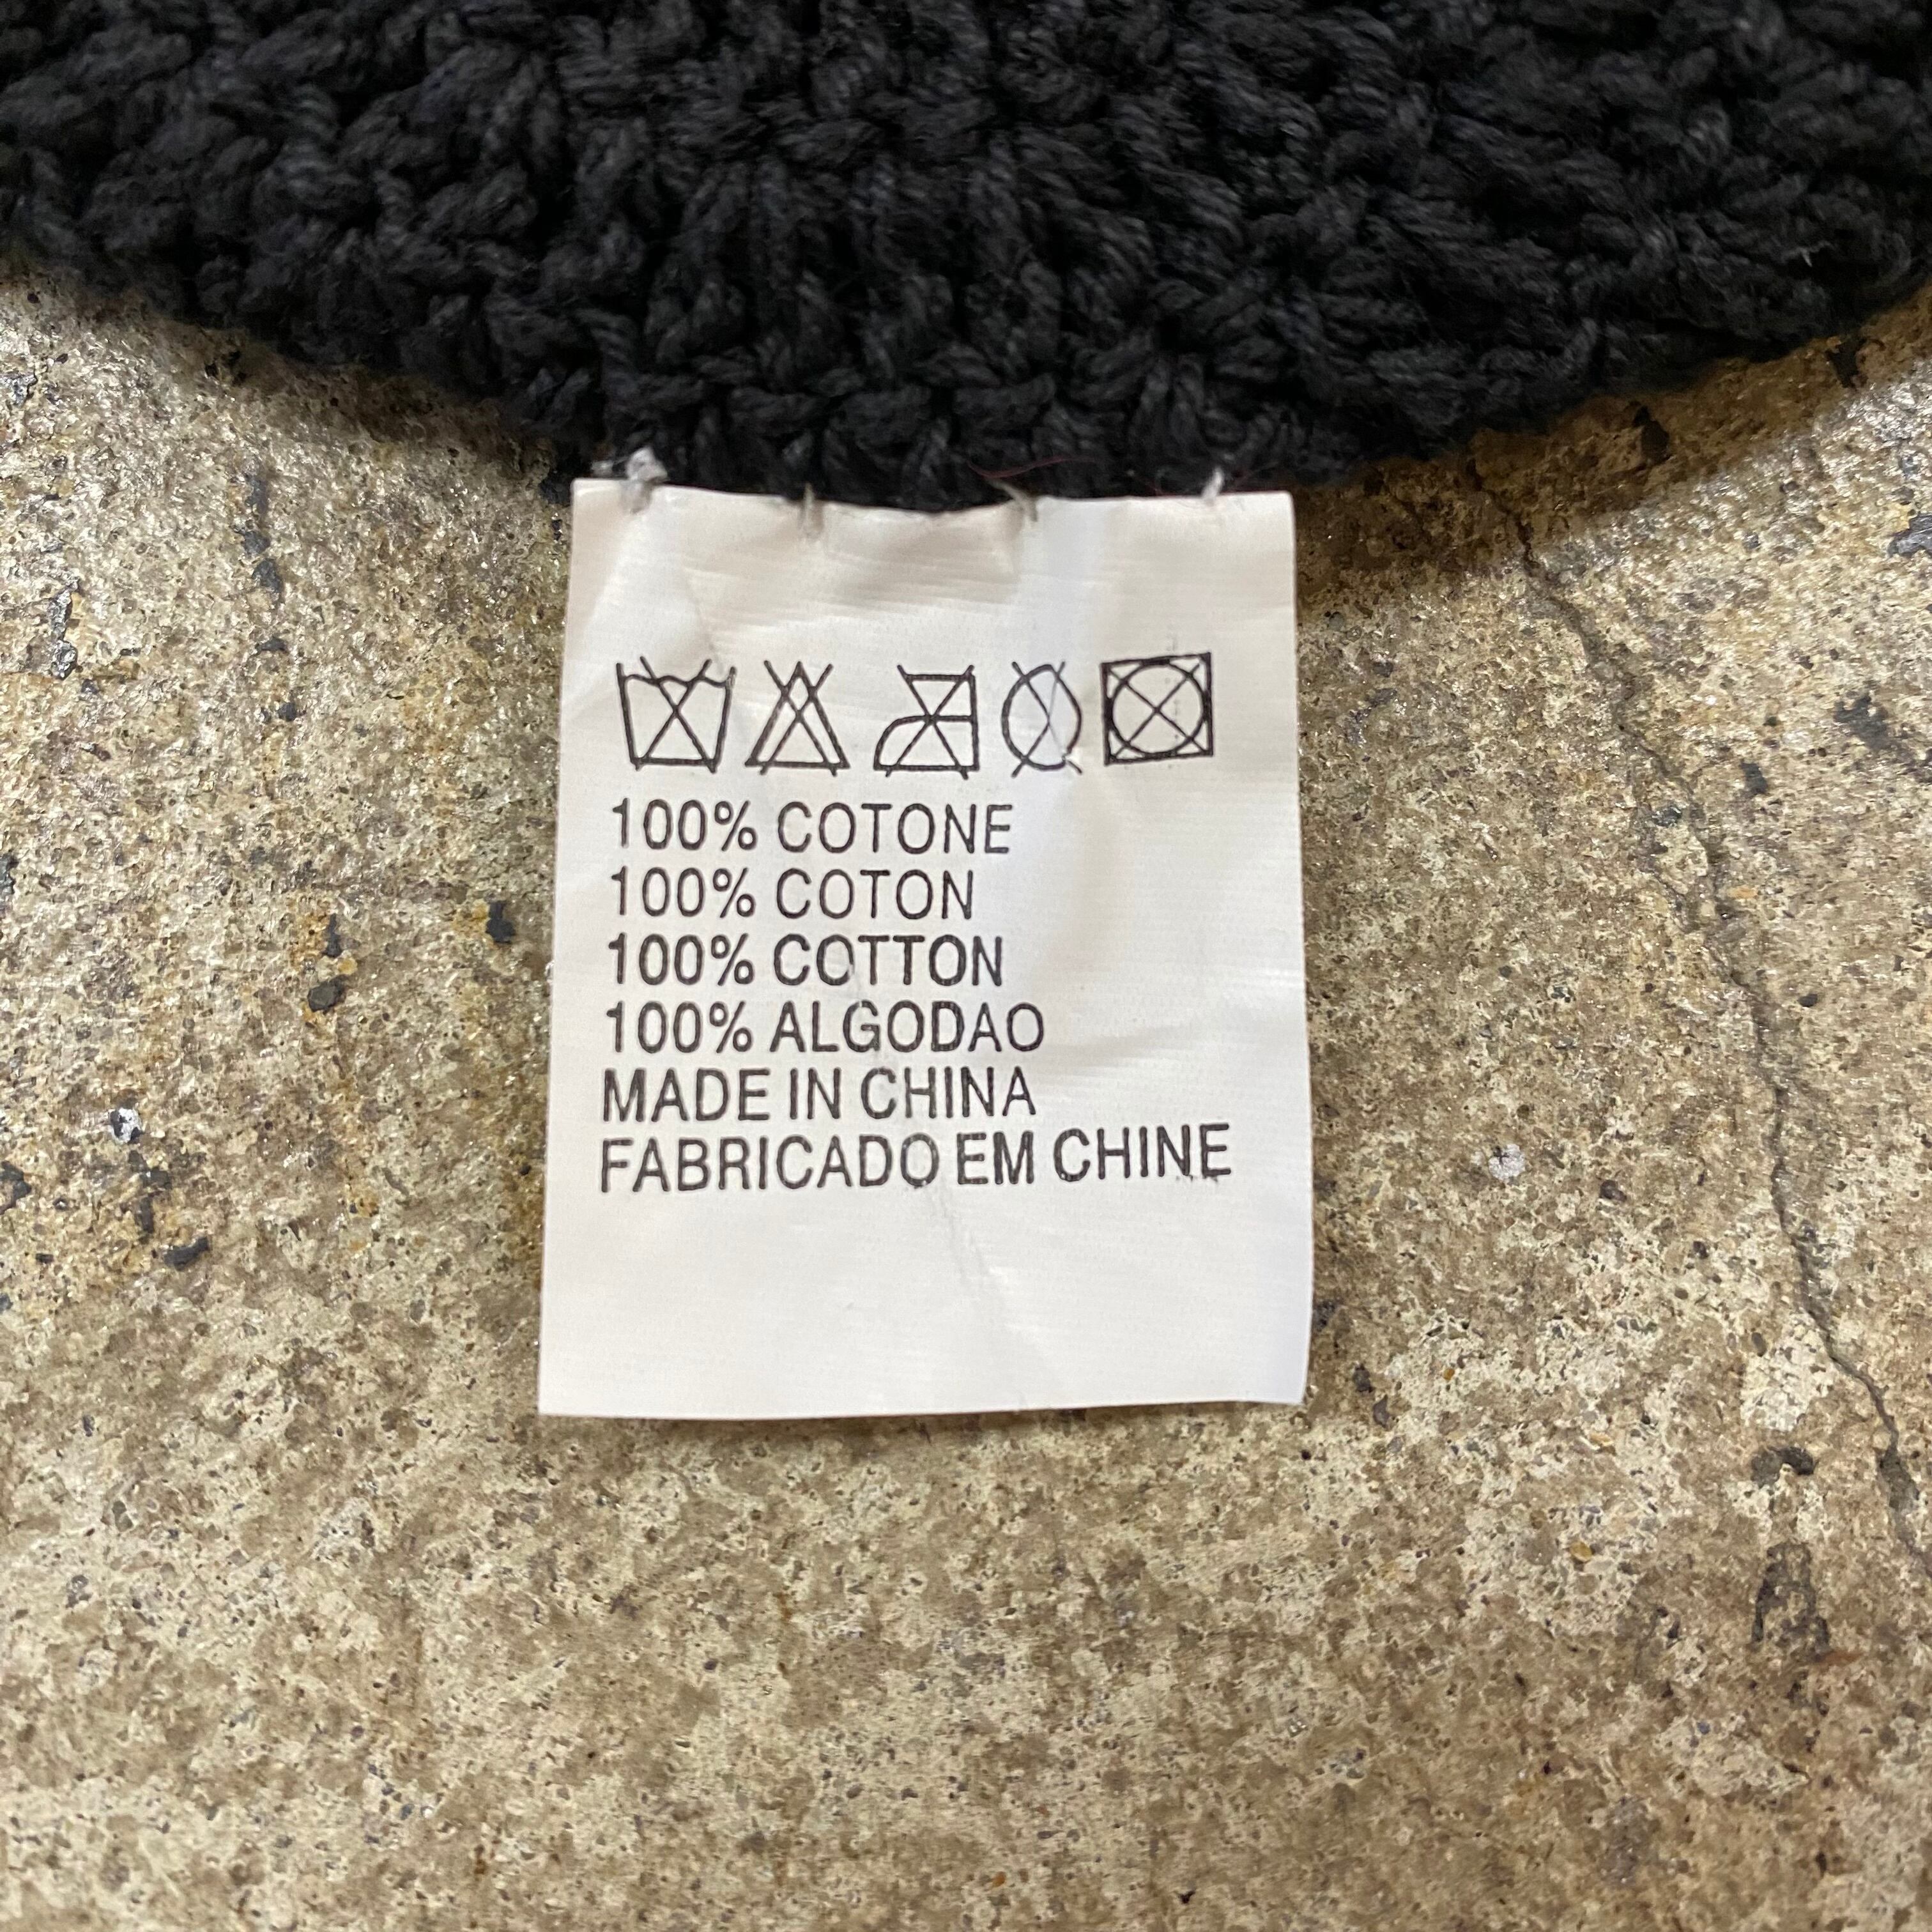 100% COTONE
100% COTON
100% COTTON
100% ALGODAO
MADE IN CHINA
FABRICADO EM CHINE